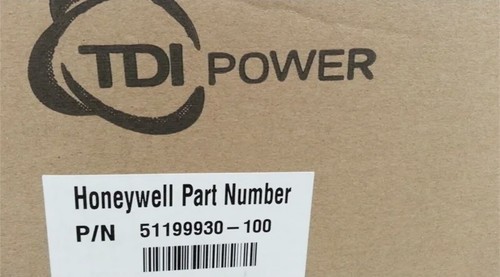 TDI POWER
Honeywell Part Number
P/N 51199930-100